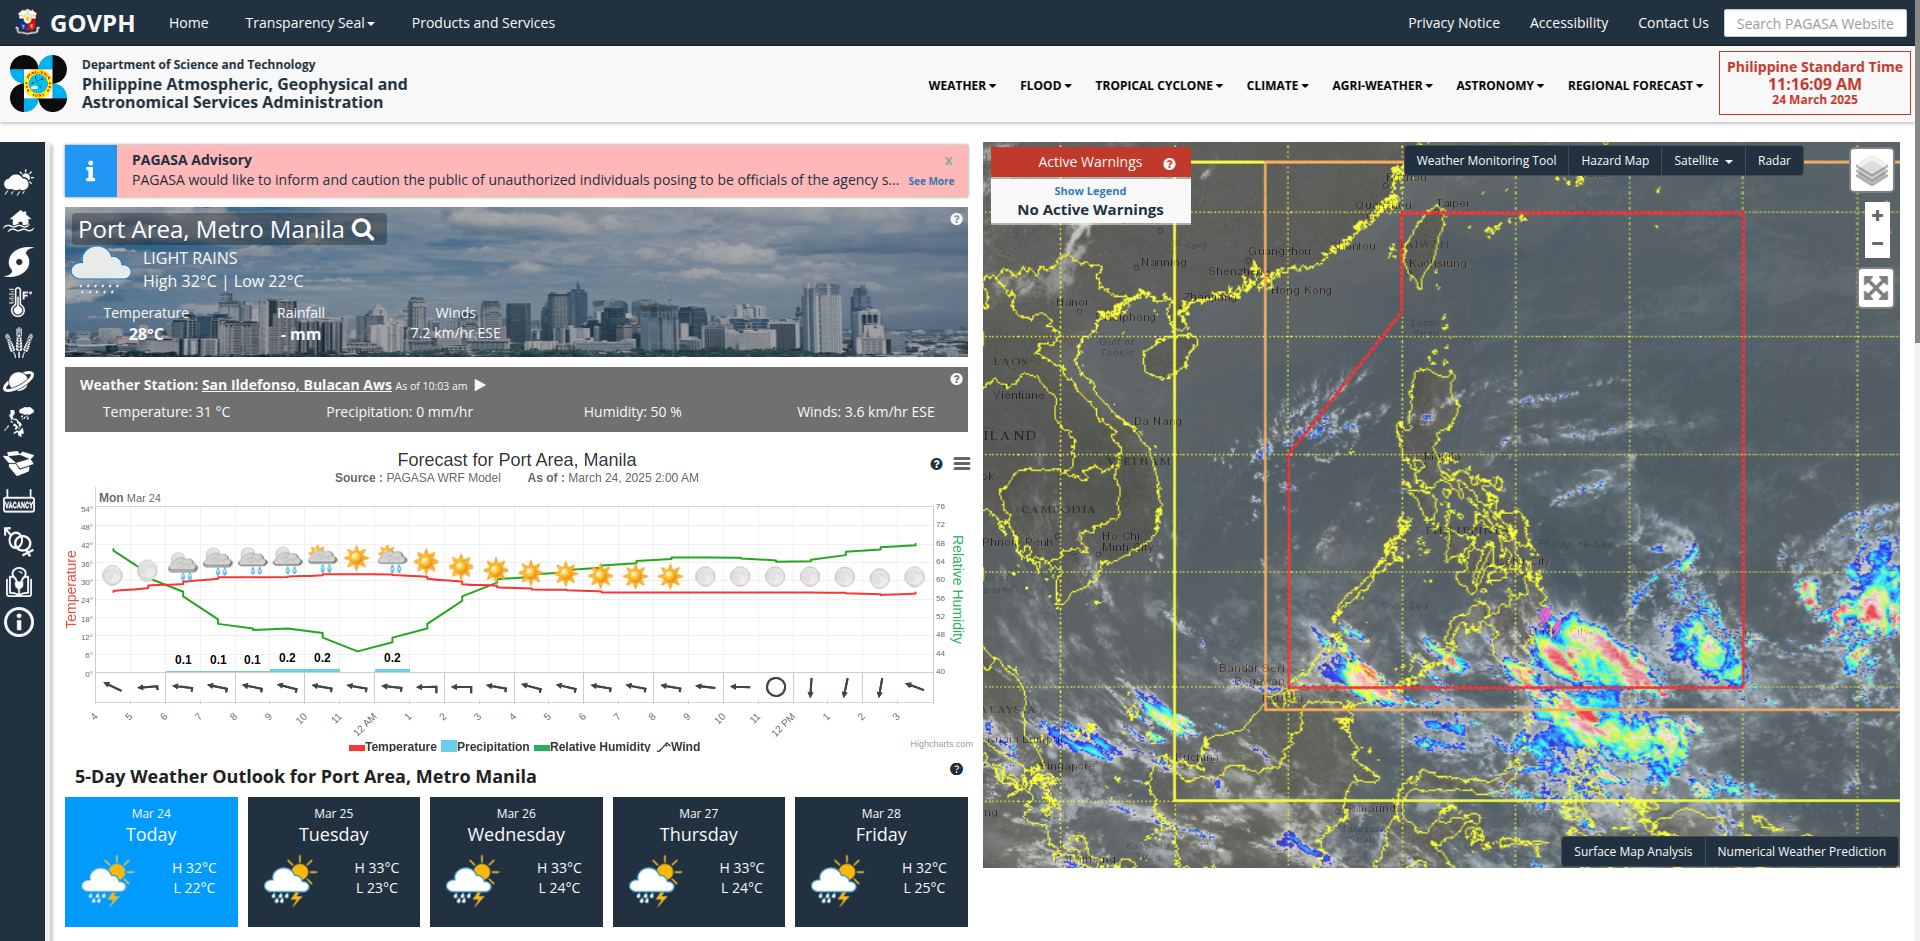 GOVPH
Home
Transparency Seal
Products and Services
Privacy Notice
Accessibility
Contact Us
Search PAGASA Website
Department of Science and Technology
Philippine Atmospheric, Geophysical and
Astronomical Services Administration
WEATHER
FLOOD
TROPICAL CYCLONE
CLIMATE
AGRI-WEATHER
ASTRONOMY
REGIONAL FORECAST
Philippine Standard Time
11:16:09 AM
24 March 2025
VACANCY
PAGASA Advisory
x
PAGASA would like to inform and caution the public of unauthorized individuals posing to be officials of the agency s... See More
Port Area, Metro Manila
LIGHT RAINS
High 32°C | Low 22°C
Temperature
28°C
Rainfall
- mm
Winds
7.2 km/hr ESE
Weather Station: San Ildefonso, Bulacan Aws As of 10:03 am
Temperature: 31 °C
Precipitation: 0 mm/hr
Humidity: 50 %
Winds: 3.6 km/hr ESE
Forecast for Port Area, Manila
Source : PAGASA WRF Model As of : March 24, 2025 2:00 AM
Mon Mar 24
Temperature
54°
48°
42°
36°
30°
24°
18°
12°
6°
0°
76
72
68
64
60
56
52
48
44
40
Relative Humidity
0.1 0.1 0.1 0.2 0.2 0.2
4 5 6 7 8 9 10 11 12 AM 1 2 3 4 5 6 7 8 9 10 11 12 PM 1 2 3
Temperature Precipitation Relative Humidity Wind
Highcharts.com
5-Day Weather Outlook for Port Area, Metro Manila
Mar 24
Today
H 32°C
L 22°C
Mar 25
Tuesday
H 33°C
L 23°C
Mar 26
Wednesday
H 33°C
L 24°C
Mar 27
Thursday
H 33°C
L 24°C
Mar 28
Friday
H 32°C
L 25°C
Active Warnings
Show Legend
No Active Warnings
Weather Monitoring Tool
Hazard Map
Satellite
Radar
+
−
Taipei
Guangzhou
Nanning
Shenzhen
Kaohsiung
Hong Kong
Hanoi
Gulf of
Tonkin
Luzon
LAOS
Vientiane
Da Nang
VIETNAM
Manila
CAMBODIA
Phnom Penh
Ho Chi
Minh City
Philippine Sea
Sulu Sea
Bandar Seri
Begawan
Kuching
Singapore
Samarinda
Surface Map Analysis
Numerical Weather Prediction